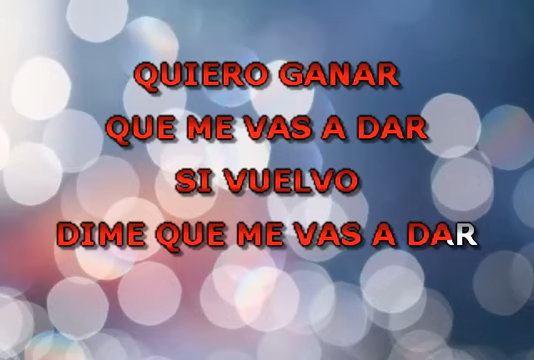 QUIERO GANAR
QUE ME VAS A DAR
SI VUELVO
DIME QUE ME VAS A DAR